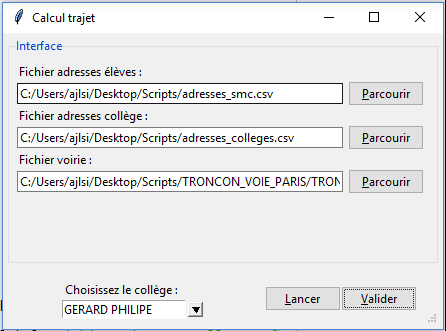 Calcul trajet
Interface
Fichier adresses élèves :
C:/Users/ajlsi/Desktop/Scripts/adresses_smc.csv Parcourir
Fichier adresses collège :
C:/Users/ajlsi/Desktop/Scripts/adresses_colleges.csv Parcourir
Fichier voirie :
C:/Users/ajlsi/Desktop/Scripts/TRONCON_VOIE_PARIS/TRON Parcourir
Choisissez le collège :
GERARD PHILIPE Lancer Valider